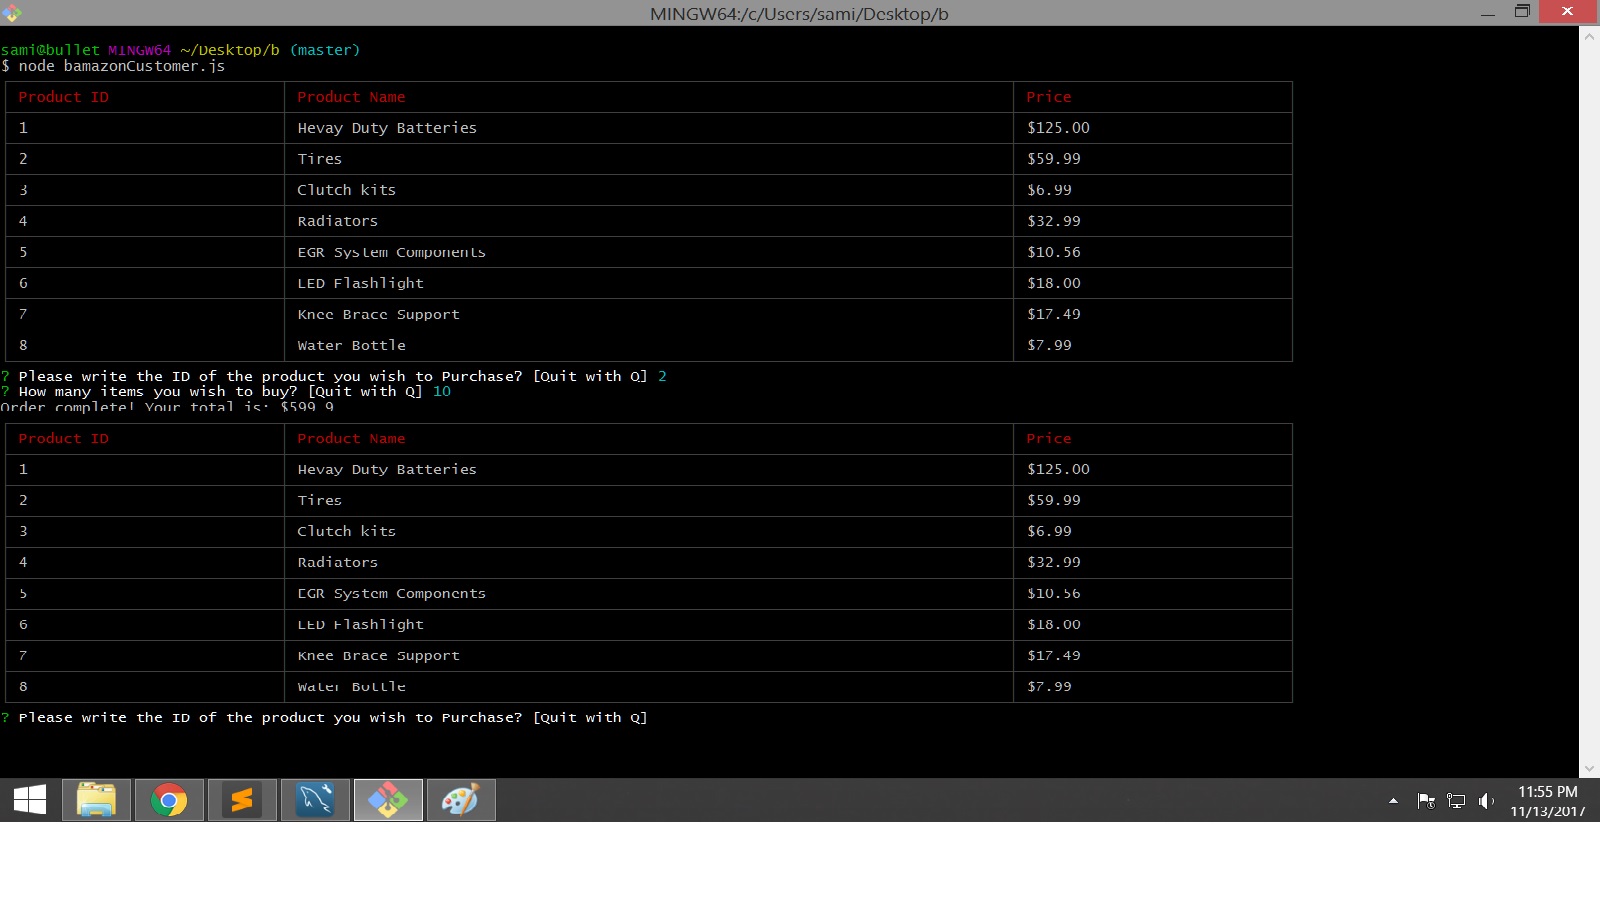 MINGW64:/c/Users/sami/Desktop/b
sami@bullet MINGW64 ~/Desktop/b (master)
$ node bamazonCustomer.js
Product ID Product Name Price
1 Hevay Duty Batteries $125.00
2 Tires $59.99
3 Clutch kits $6.99
4 Radiators $32.99
5 EGR System Components $10.56
6 LED Flashlight $18.00
7 Knee Brace Support $17.49
8 Water Bottle $7.99
? Please write the ID of the product you wish to Purchase? [Quit with Q] 2
? How many items you wish to buy? [Quit with Q] 10
Order complete! Your total is: $599.9
Product ID Product Name Price
1 Hevay Duty Batteries $125.00
2 Tires $59.99
3 Clutch kits $6.99
4 Radiators $32.99
5 EGR System Components $10.56
6 LED Flashlight $18.00
7 Knee Brace Support $17.49
8 Water Bottle $7.99
? Please write the ID of the product you wish to Purchase? [Quit with Q]
11:55 PM
11/13/2017